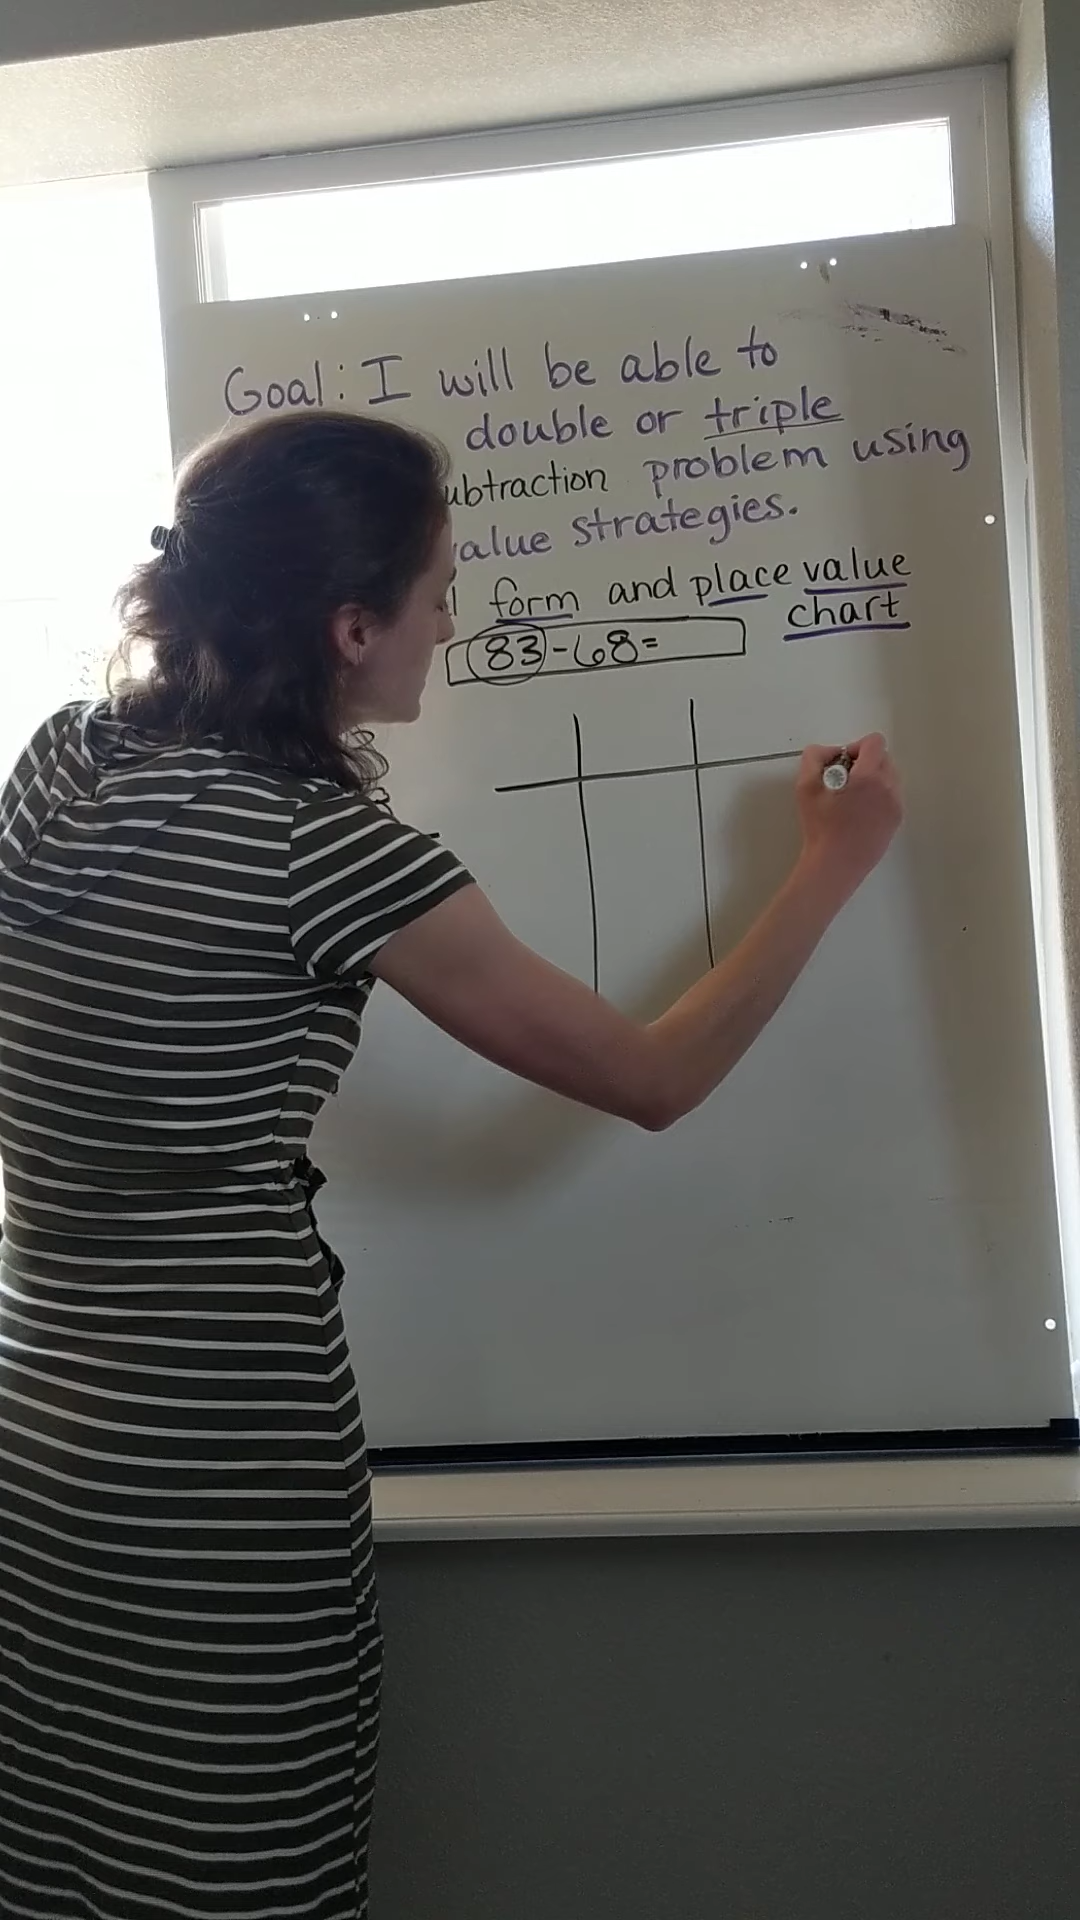 Goal: I will be able to
double or triple
ubtraction problem using
alue strategies.
form and place value
chart
83-68=